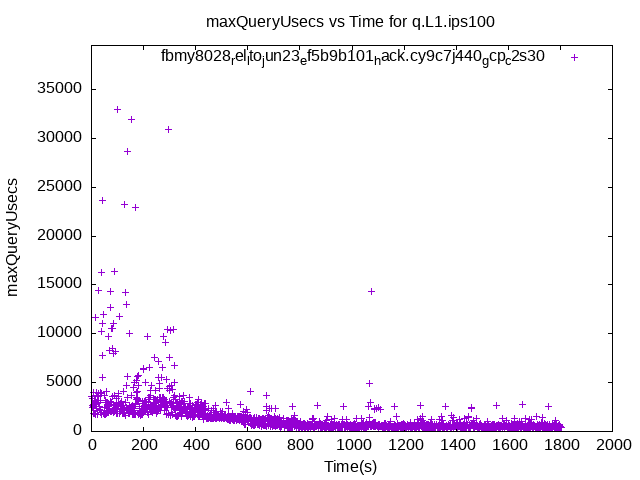 maxQueryUsecs vs Time for q.L1.ips100
fbmy8028relltojun23ef5b9b101hack.cy9c7j440gcpc2s30
maxQueryUsecs
35000
30000
25000
20000
15000
10000
5000
0
0 200 400 600 800 1000 1200 1400 1600 1800 2000
Time(s)